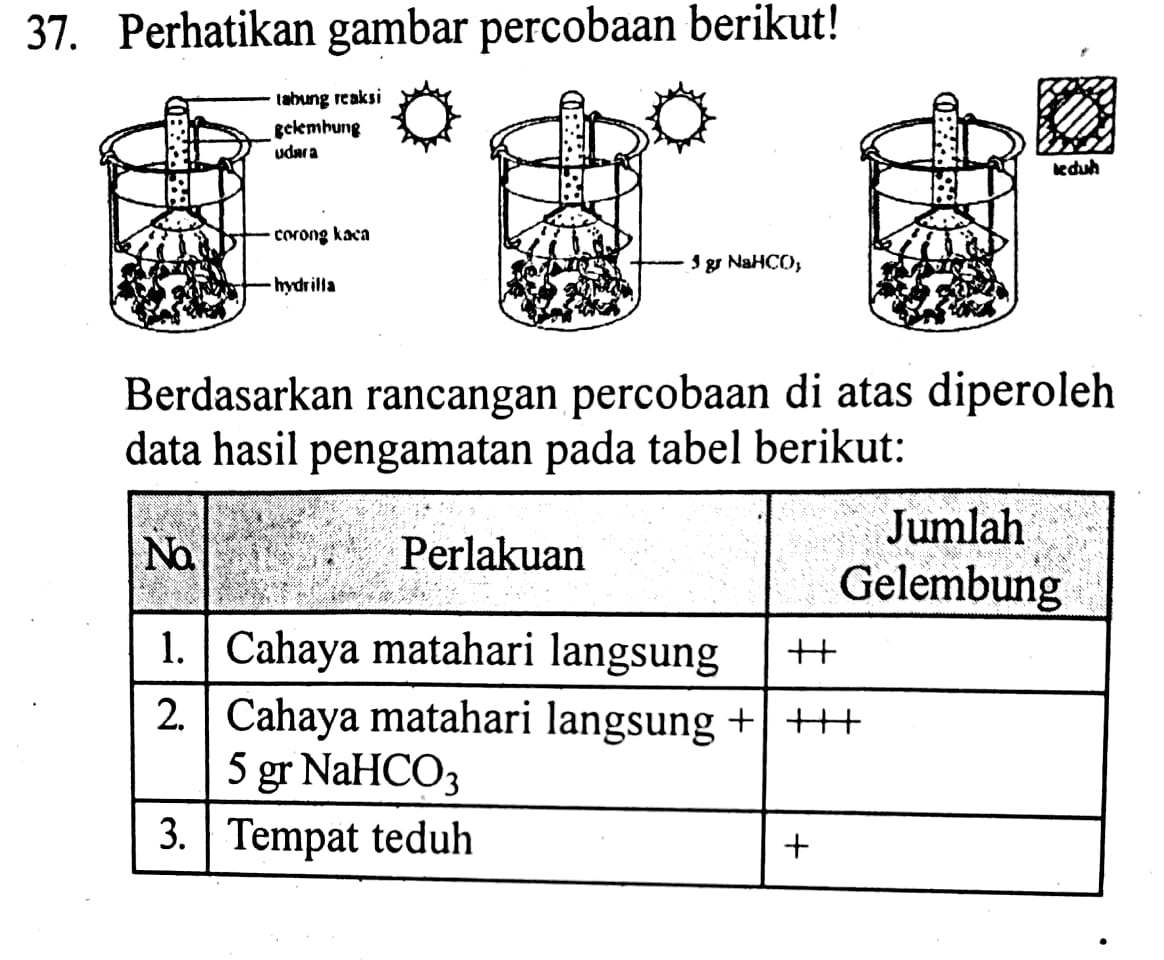 37. Perhatikan gambar percobaan berikut!
tabung reaksi
gelembung
udara
corong kaca
hydrilla
5 gr NaHCO₃
teduh
Berdasarkan rancangan percobaan di atas diperoleh
data hasil pengamatan pada tabel berikut:
No. Perlakuan Jumlah Gelembung
1. Cahaya matahari langsung ++
2. Cahaya matahari langsung + +++
5 gr NaHCO₃
3. Tempat teduh +